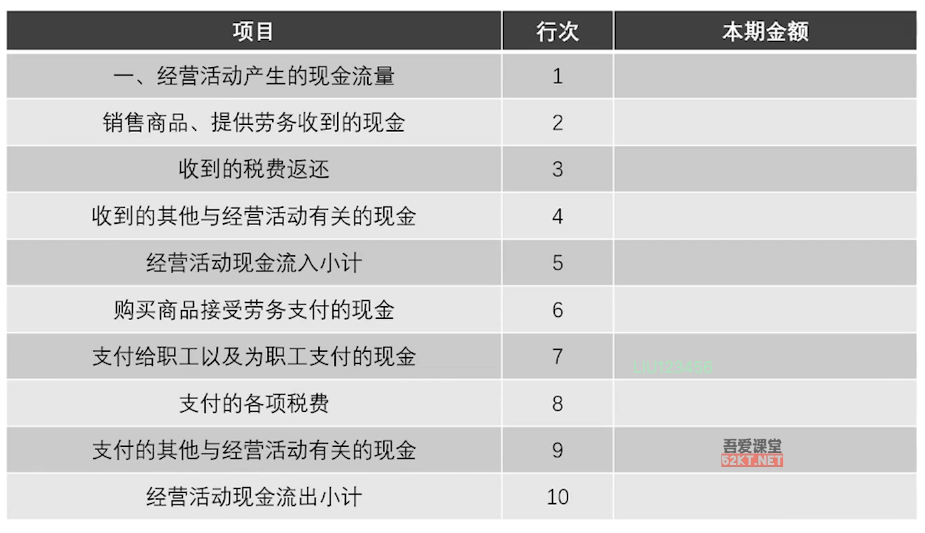 项目 行次 本期金额
一、经营活动产生的现金流量 1
销售商品、提供劳务收到的现金 2
收到的税费返还 3
收到的其他与经营活动有关的现金 4
经营活动现金流入小计 5
购买商品接受劳务支付的现金 6
支付给职工以及为职工支付的现金 7
支付的各项税费 8
支付的其他与经营活动有关的现金 9
吾爱课堂
52KT.NET
经营活动现金流出小计 10